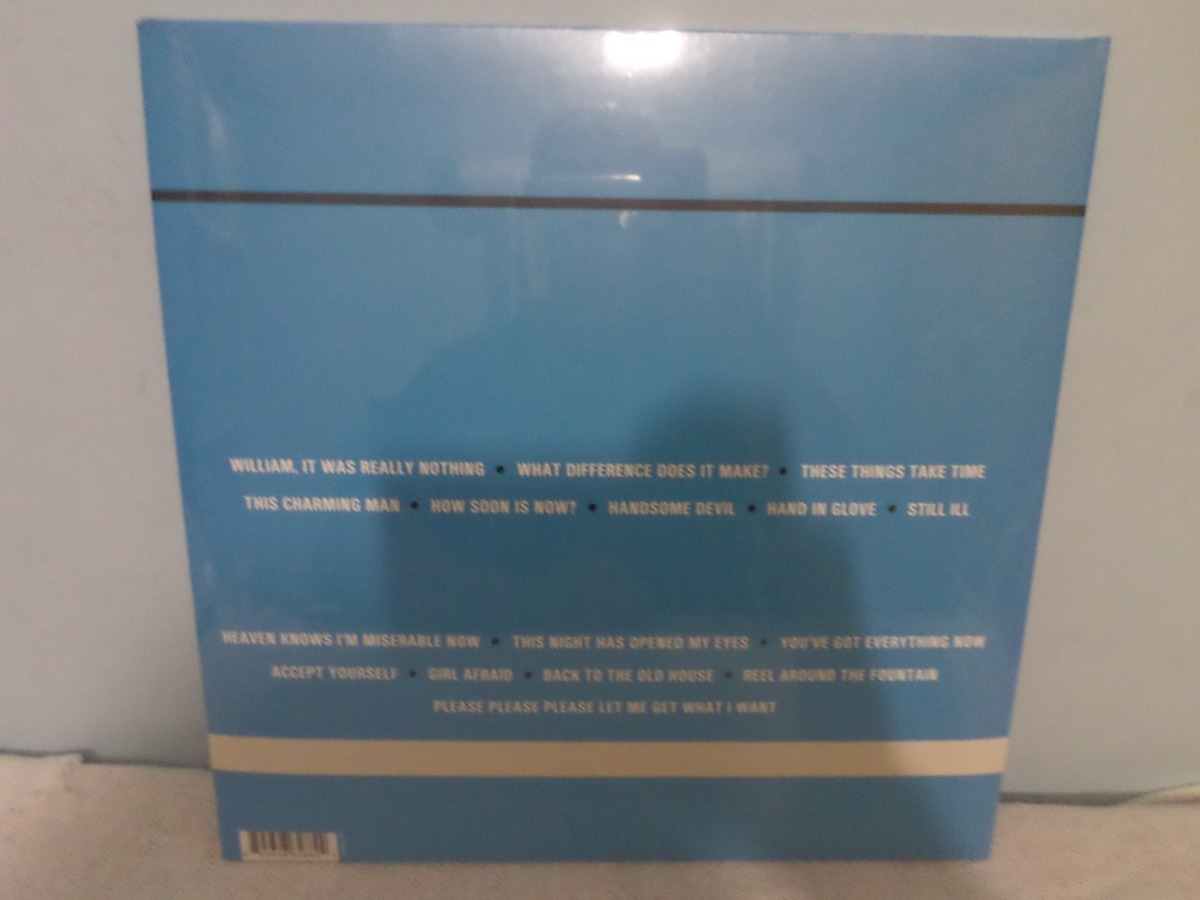 WILLIAM, IT WAS REALLY NOTHING • WHAT DIFFERENCE DOES IT MAKE? • THESE THINGS TAKE TIME
THIS CHARMING MAN • HOW SOON IS NOW? • HANDSOME DEVIL • HAND IN GLOVE • STILL ILL
HEAVEN KNOWS I'M MISERABLE NOW • THIS NIGHT HAS OPENED MY EYES • YOU'VE GOT EVERYTHING NOW
ACCEPT YOURSELF • GIRL AFRAID • BACK TO THE OLD HOUSE • REEL AROUND THE FOUNTAIN
PLEASE PLEASE PLEASE LET ME GET WHAT I WANT